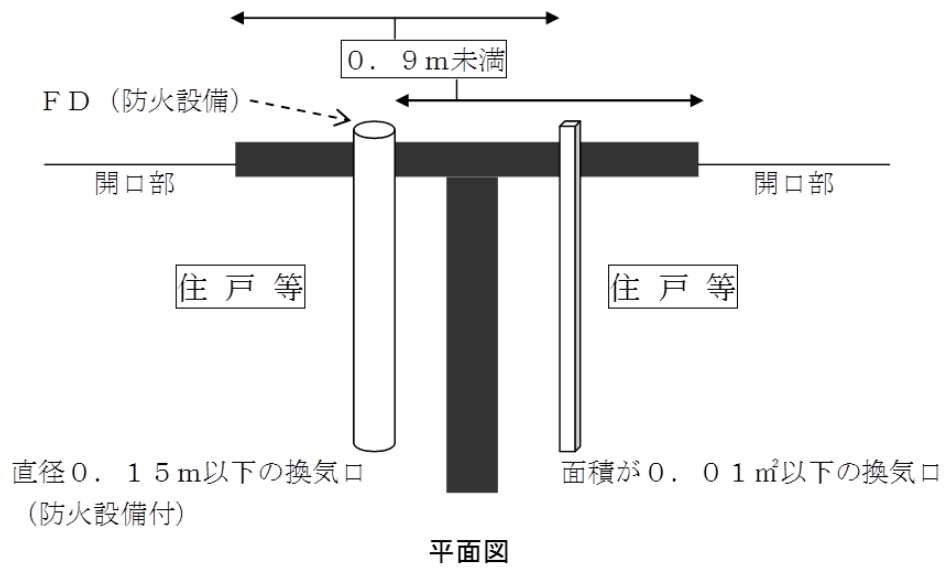 ０．９ｍ未満
ＦＤ（防火設備）
開口部
開口部
住戸等
住戸等
直径０．１５ｍ以下の換気口
（防火設備付）
面積が０．０１㎡以下の換気口
平面図